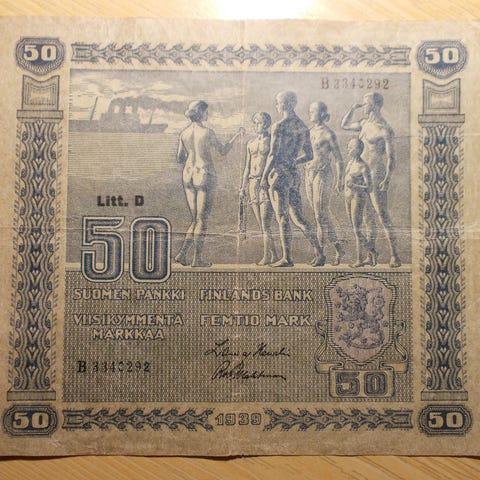 50 50
B 3340292
Litt. D
50
SUOMEN PANKKI FINLANDS BANK
VIISIKYMMENTÄ FEMTIO MARK
MARKKAA
B 3340292
50
50 1939 50